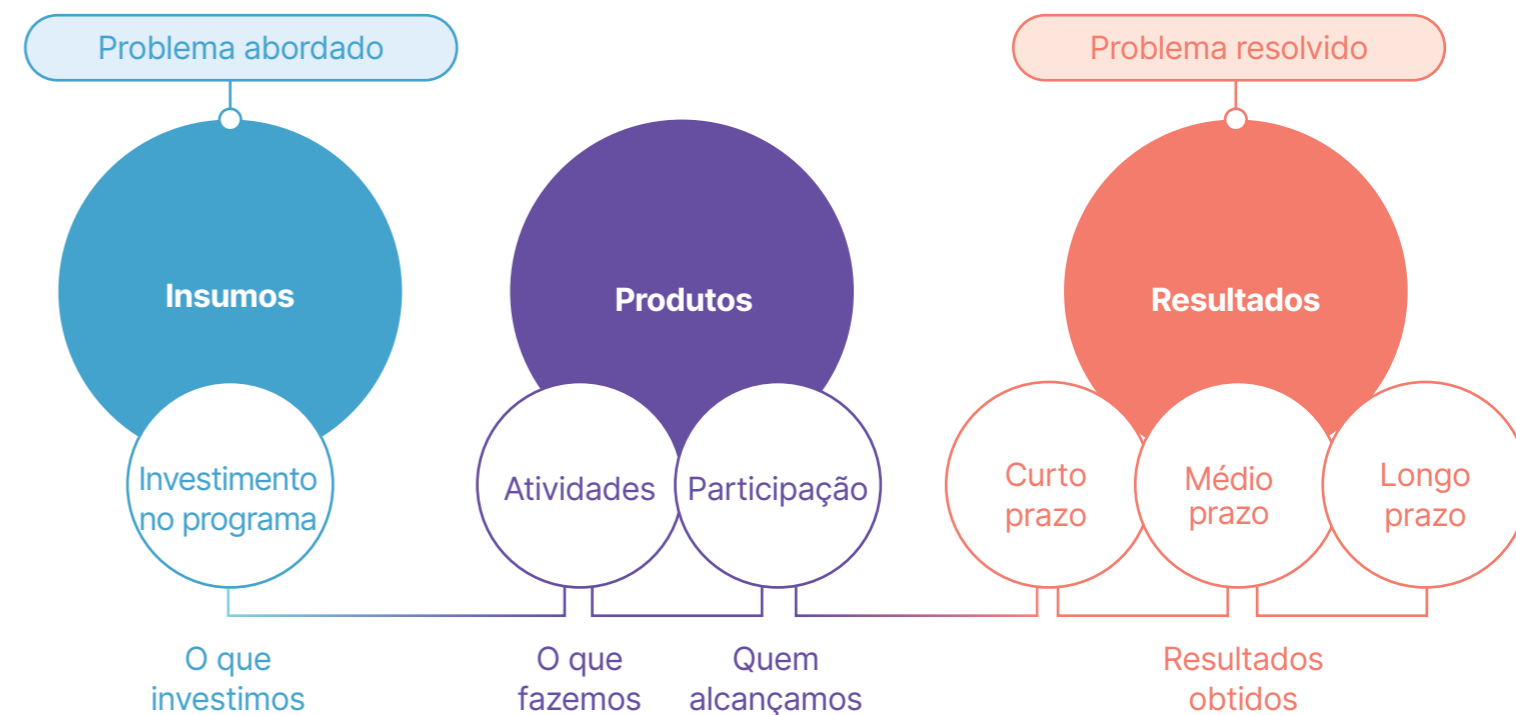 Problema abordado
Problema resolvido
Insumos
Produtos
Resultados
Investimento
no programa
Atividades
Participação
Curto
prazo
Médio
prazo
Longo
prazo
O que
investimos
O que
fazemos
Quem
alcançamos
Resultados
obtidos